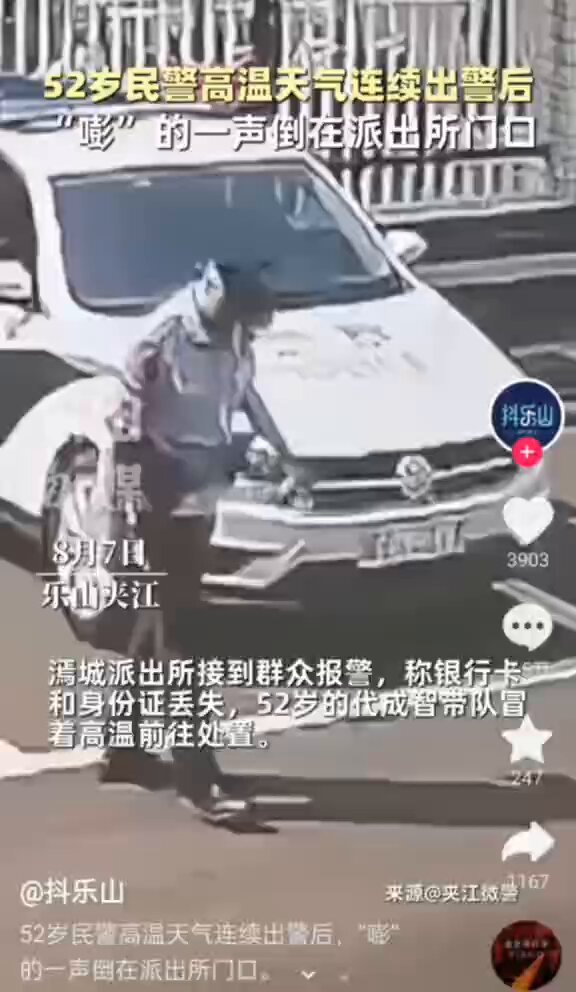 52岁民警高温天气连续出警后
“嘭”的一声倒在派出所门口
抖乐山
3903
8月7日
乐山夹江
漹城派出所接到群众报警，称银行卡
和身份证丢失，52岁的代成智带队冒
着高温前往处置。
247
1167
@抖乐山
来源@夹江微警
52岁民警高温天气连续出警后，“嘭”
的一声倒在派出所门口。